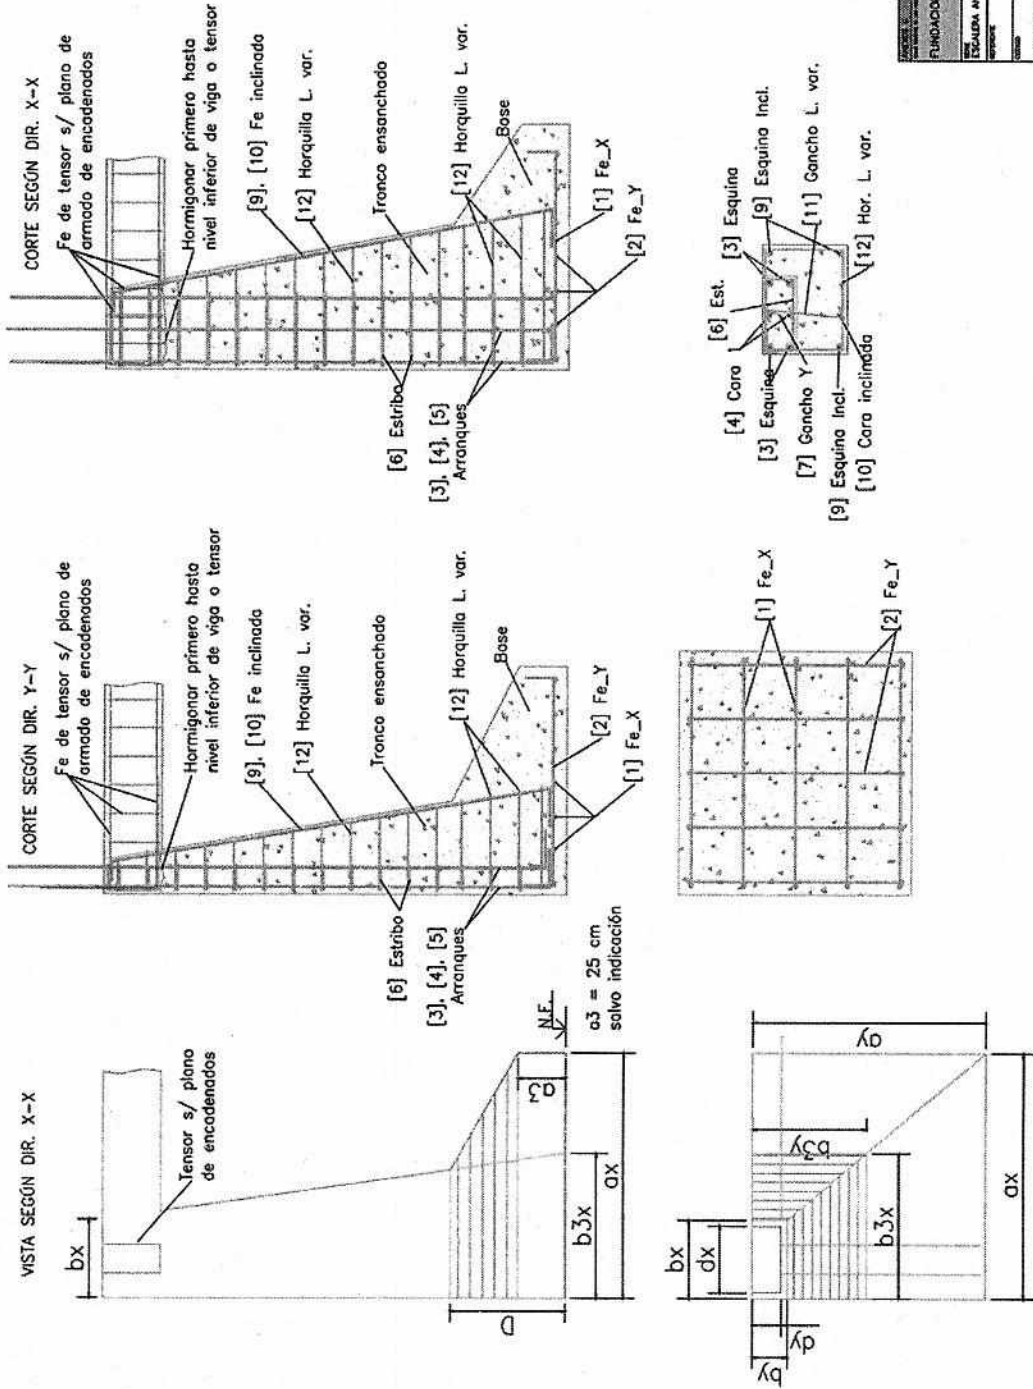 VISTA SEGÚN DIR. X-X
bx
Tensor s/ plano
de encadenados
D
a3
b3x
ax
N.F.
a3 = 25 cm
salvo indicación
CORTE SEGÚN DIR. Y-Y
Fe de tensor s/ plano de
armado de encadenados
Hormigonar primero hasta
nivel inferior de viga o tensor
[9]. [10] Fe inclinado
[12] Horquilla L. var.
Tronco ensanchado
[12] Horquilla L. var.
Base
[6] Estribo
[3]. [4]. [5]
Arranques
[2] Fe_Y
[1] Fe_X
CORTE SEGÚN DIR. X-X
Fe de tensor s/ plano de
armado de encadenados
Hormigonar primero hasta
nivel inferior de viga o tensor
[9]. [10] Fe inclinado
[12] Horquilla L. var.
Tronco ensanchado
[12] Horquilla L. var.
Base
[6] Estribo
[3]. [4]. [5]
Arranques
[1] Fe_X
[2] Fe_Y
bx
dx
by
dy
b3y
ay
b3x
ax
[1] Fe_X
[2] Fe_Y
[4] Cara
[6] Est.
[3] Esquina
[9] Esquina Incl.
[3] Esquina
[7] Gancho Y
[11] Gancho L. var.
[9] Esquina Incl.
[10] Cara inclinada
[12] Hor. L. var.
FUNDACIO
ESCALERA